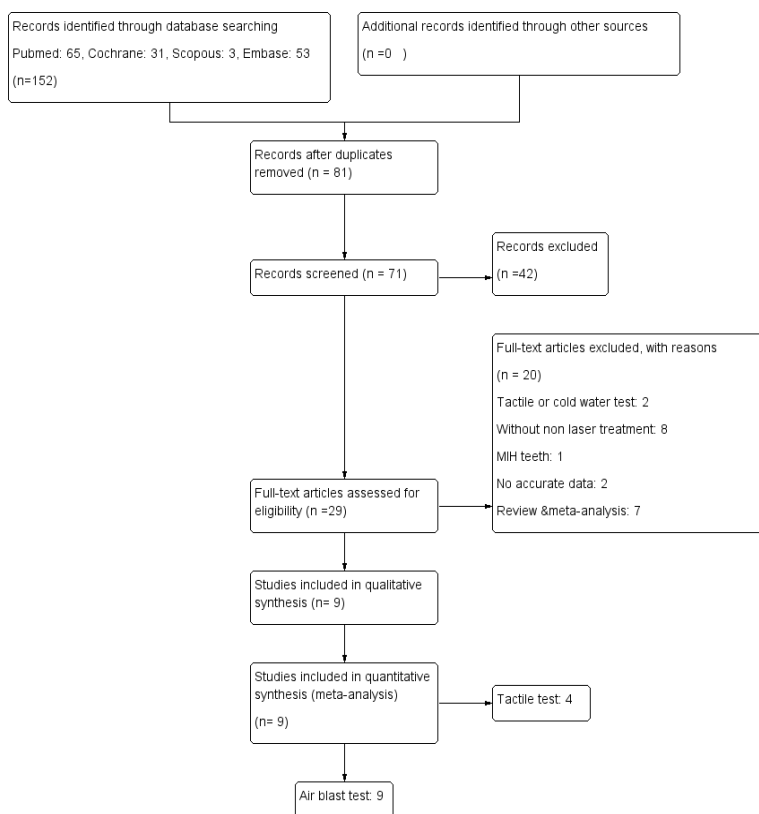 Records identified through database searching
Pubmed: 65, Cochrane: 31, Scopous: 3, Embase: 53
(n=152)
Additional records identified through other sources
(n =0 )
Records after duplicates
removed (n = 81)
Records screened (n = 71)
Records excluded
(n =42)
Full-text articles excluded, with reasons
(n = 20)
Tactile or cold water test: 2
Without non laser treatment: 8
MIH teeth: 1
No accurate data: 2
Review &meta-analysis: 7
Full-text articles assessed for
eligibility (n =29)
Studies included in qualitative
synthesis (n= 9)
Studies included in quantitative
synthesis (meta-analysis)
(n= 9)
Tactile test: 4
Air blast test: 9